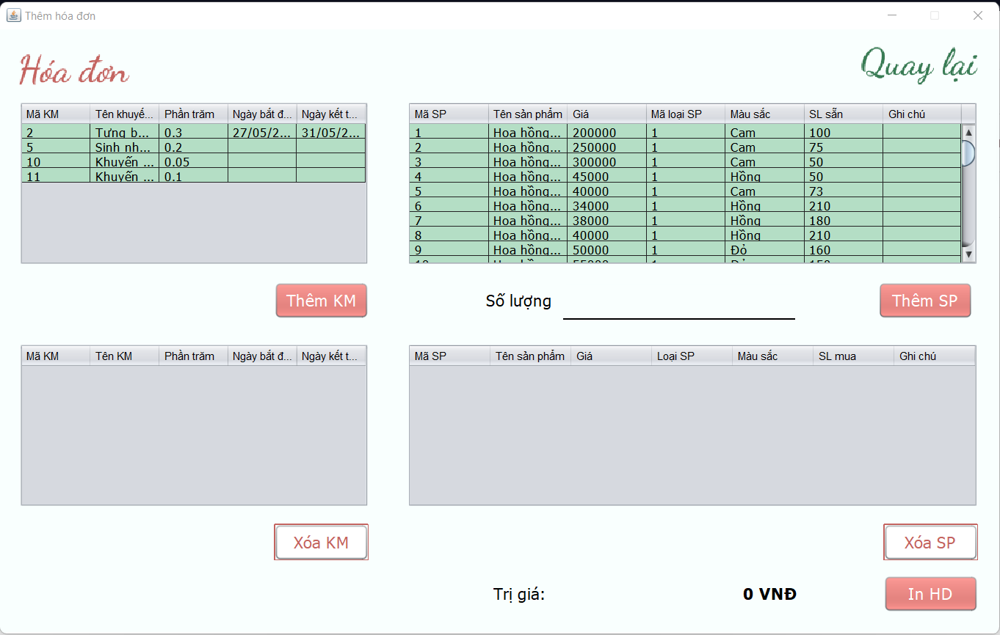 Thêm hóa đơn
Hóa đơn
Quay lại
Mã KM Tên khuyế... Phần trăm Ngày bắt đ... Ngày kết t...
2 Tưng b... 0.3 27/05/2... 31/05/2...
5 Sinh nh... 0.2
10 Khuyến ... 0.05
11 Khuyến ... 0.1
Mã SP Tên sản phẩm Giá Mã loại SP Màu sắc SL sẵn Ghi chú
1 Hoa hồng... 200000 1 Cam 100
2 Hoa hồng... 250000 1 Cam 75
3 Hoa hồng... 300000 1 Cam 50
4 Hoa hồng... 45000 1 Hồng 50
5 Hoa hồng... 40000 1 Cam 73
6 Hoa hồng... 34000 1 Hồng 210
7 Hoa hồng... 38000 1 Hồng 180
8 Hoa hồng... 40000 1 Hồng 210
9 Hoa hồng... 50000 1 Đỏ 160
Thêm KM
Số lượng
Thêm SP
Mã KM Tên KM Phần trăm Ngày bắt đ... Ngày kết t...
Mã SP Tên sản phẩm Giá Loại SP Màu sắc SL mua Ghi chú
Xóa KM
Xóa SP
Trị giá: 0 VNĐ
In HD